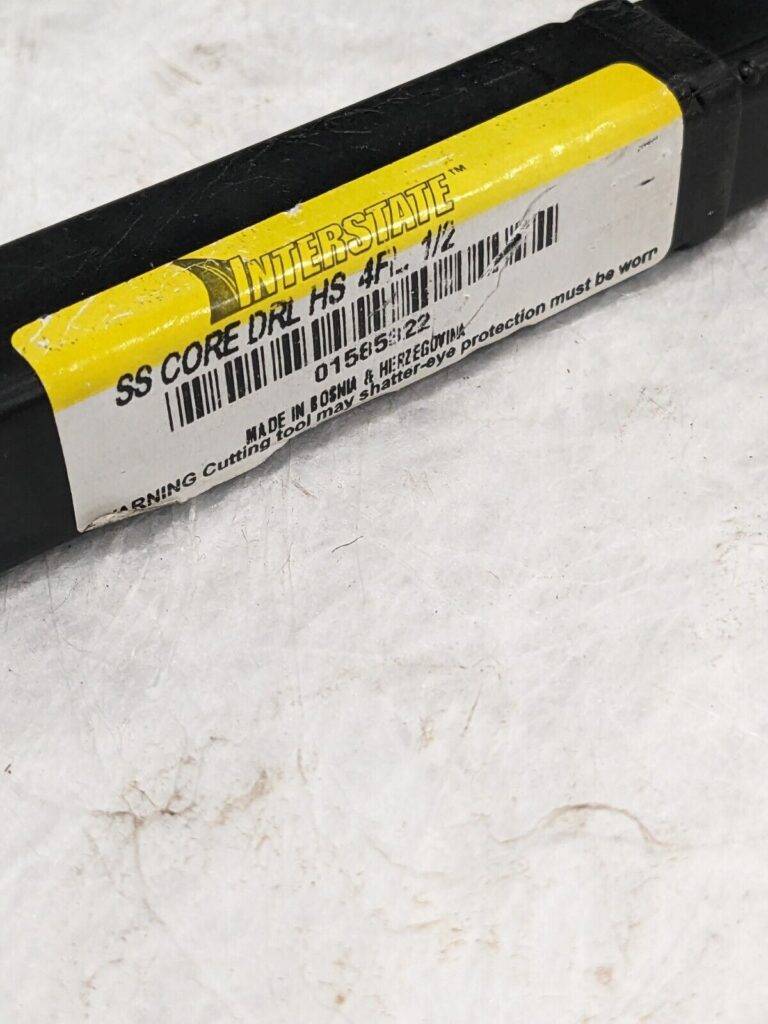 INTERSTATE™
SS CORE DRL HS 4FL 1/2
MADE IN BOSNIA & HERZEGOVINA
WARNING Cutting tool may shatter-eye protection must be worn